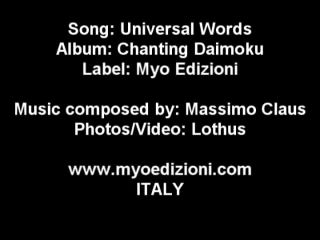 Song: Universal Words
Album: Chanting Daimoku
Label: Myo Edizioni
Music composed by: Massimo Claus
Photos/Video: Lothus
www.myoedizioni.com
ITALY